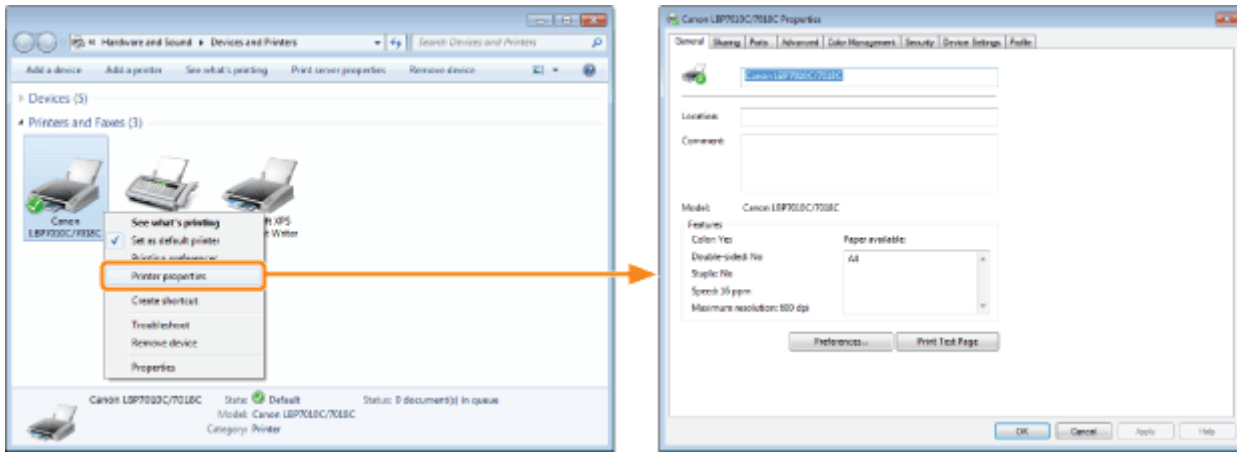 Hardware and Sound ▸ Devices and Printers
Search Devices and Printers
Add a device Add a printer See what's printing Print server properties Remove device
Devices (5)
Printers and Faxes (3)
Canon
LBP7010C/7018C
XPS
Writer
See what's printing
Set as default printer
Printing preferences
Printer properties
Create shortcut
Troubleshoot
Remove device
Properties
Canon LBP7010C/7018C State: Default Status: 0 document(s) in queue
Model: Canon LBP7010C/7018C
Category: Printer
Canon LBP7010C/7018C Properties
General Sharing Ports Advanced Color Management Security Device Settings Profile
Canon LBP7010C/7018C
Location:
Comment:
Model: Canon LBP7010C/7018C
Features
Color: Yes Paper available:
Double-sided: No A4
Staple: No
Speed: 16 ppm
Maximum resolution: 600 dpi
Preferences... Print Test Page
OK Cancel Apply Help